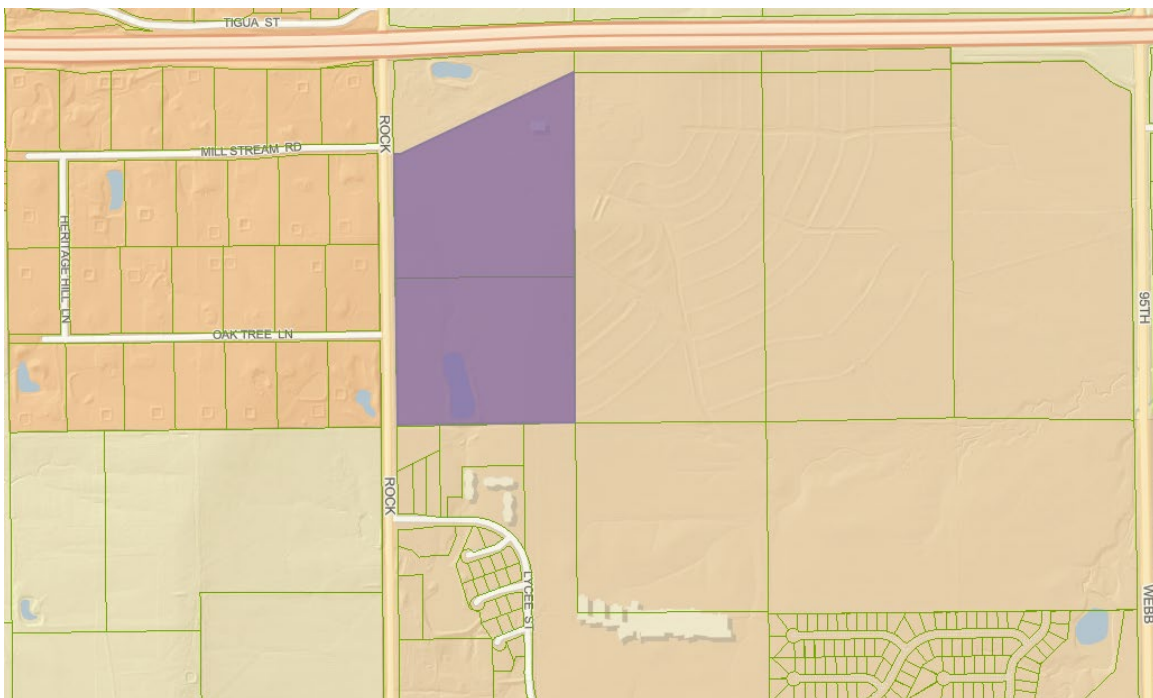 TIGUA ST
ROCK
MILL STREAM RD
HERITAGE HILL LN
95TH
OAK TREE LN
ROCK
LYCEE ST
WEBB